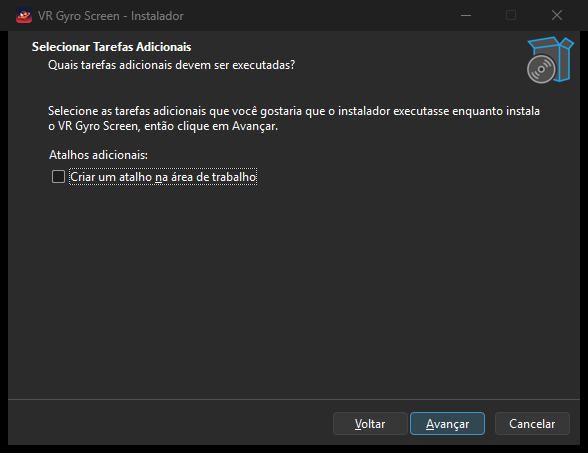 VR Gyro Screen - Instalador
Selecionar Tarefas Adicionais
Quais tarefas adicionais devem ser executadas?
Selecione as tarefas adicionais que você gostaria que o instalador executasse enquanto instala
o VR Gyro Screen, então clique em Avançar.
Atalhos adicionais:
Criar um atalho na área de trabalho
Voltar
Avançar
Cancelar